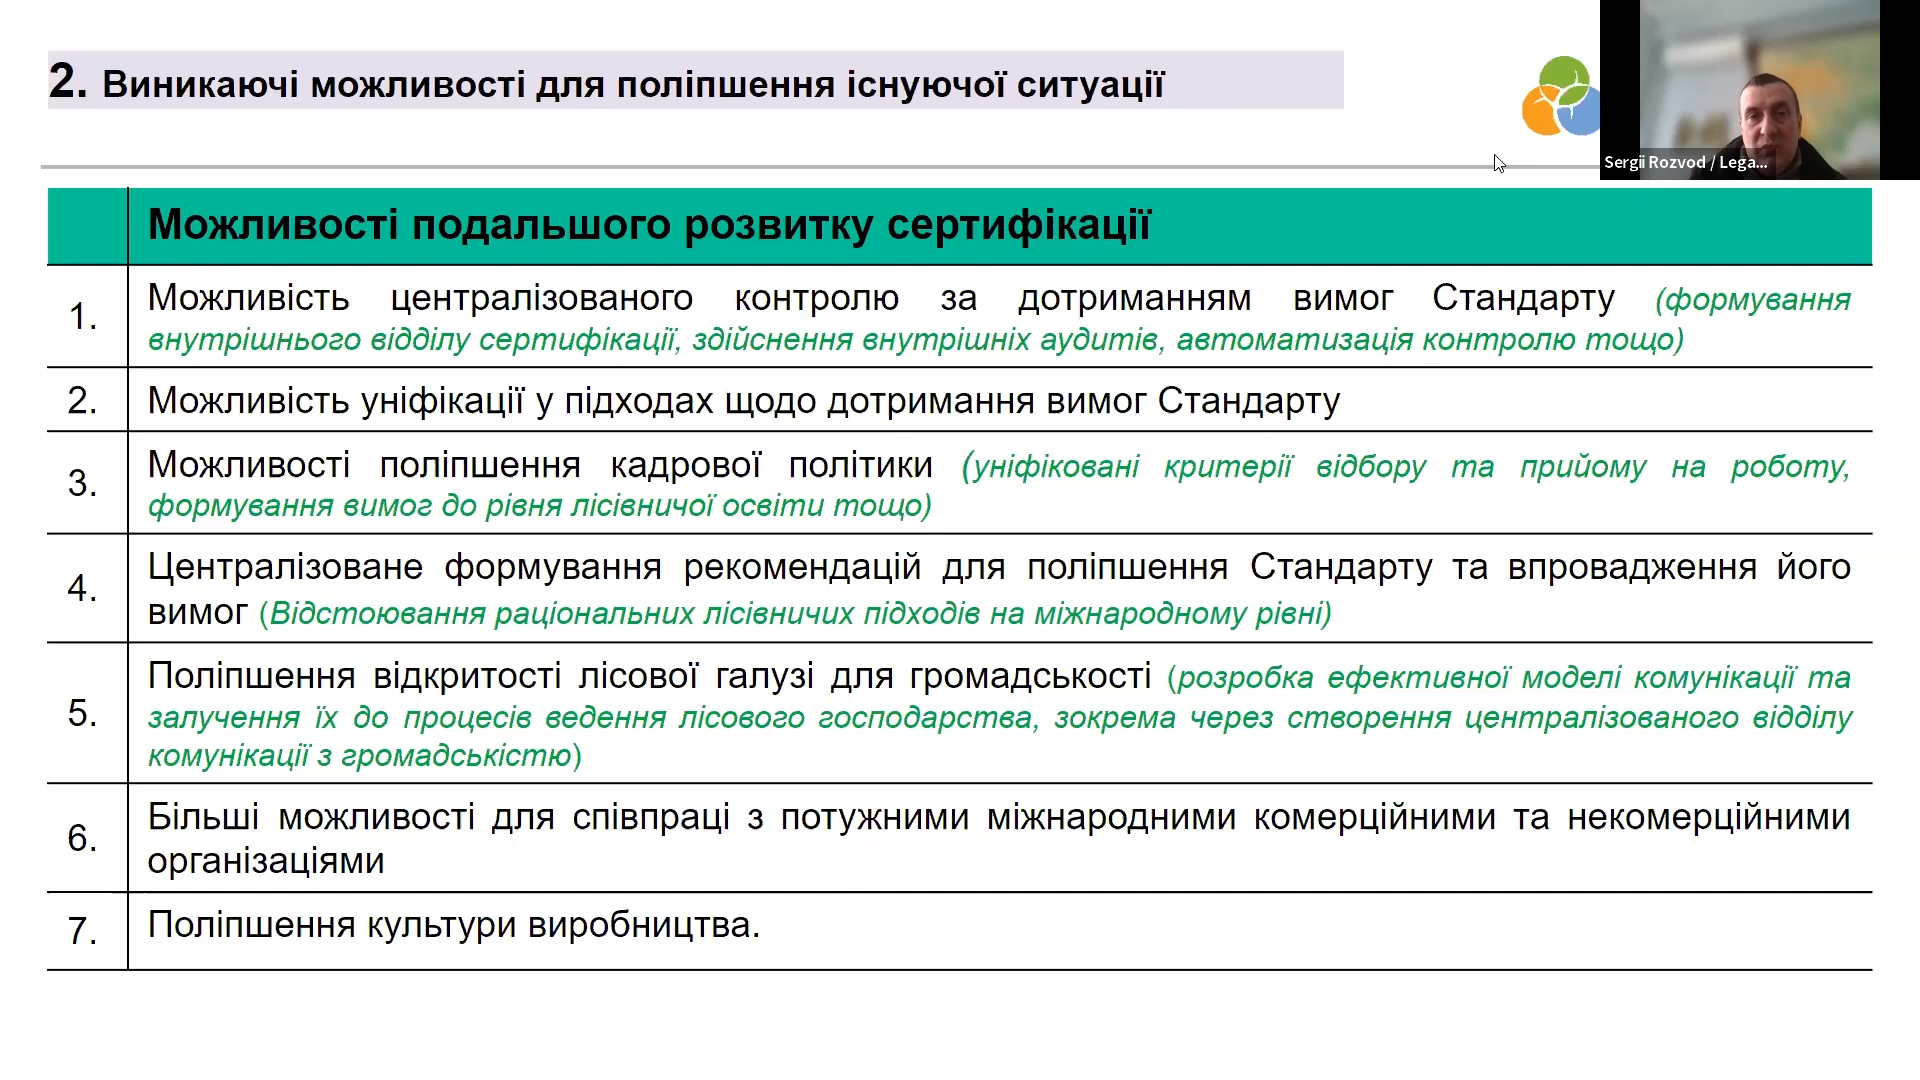 2. Виникаючі можливості для поліпшення існуючої ситуації
Sergii Rozvod / Lega...
Можливості подальшого розвитку сертифікації
1. Можливість централізованого контролю за дотриманням вимог Стандарту (формування
внутрішнього відділу сертифікації, здійснення внутрішніх аудитів, автоматизація контролю тощо)
2. Можливість уніфікації у підходах щодо дотримання вимог Стандарту
3. Можливості поліпшення кадрової політики (уніфіковані критерії відбору та прийому на роботу,
формування вимог до рівня лісівничої освіти тощо)
4. Централізоване формування рекомендацій для поліпшення Стандарту та впровадження його
вимог (Відстоювання раціональних лісівничих підходів на міжнародному рівні)
5. Поліпшення відкритості лісової галузі для громадськості (розробка ефективної моделі комунікації та
залучення їх до процесів ведення лісового господарства, зокрема через створення централізованого відділу
комунікації з громадськістю)
6. Більші можливості для співпраці з потужними міжнародними комерційними та некомерційними
організаціями
7. Поліпшення культури виробництва.